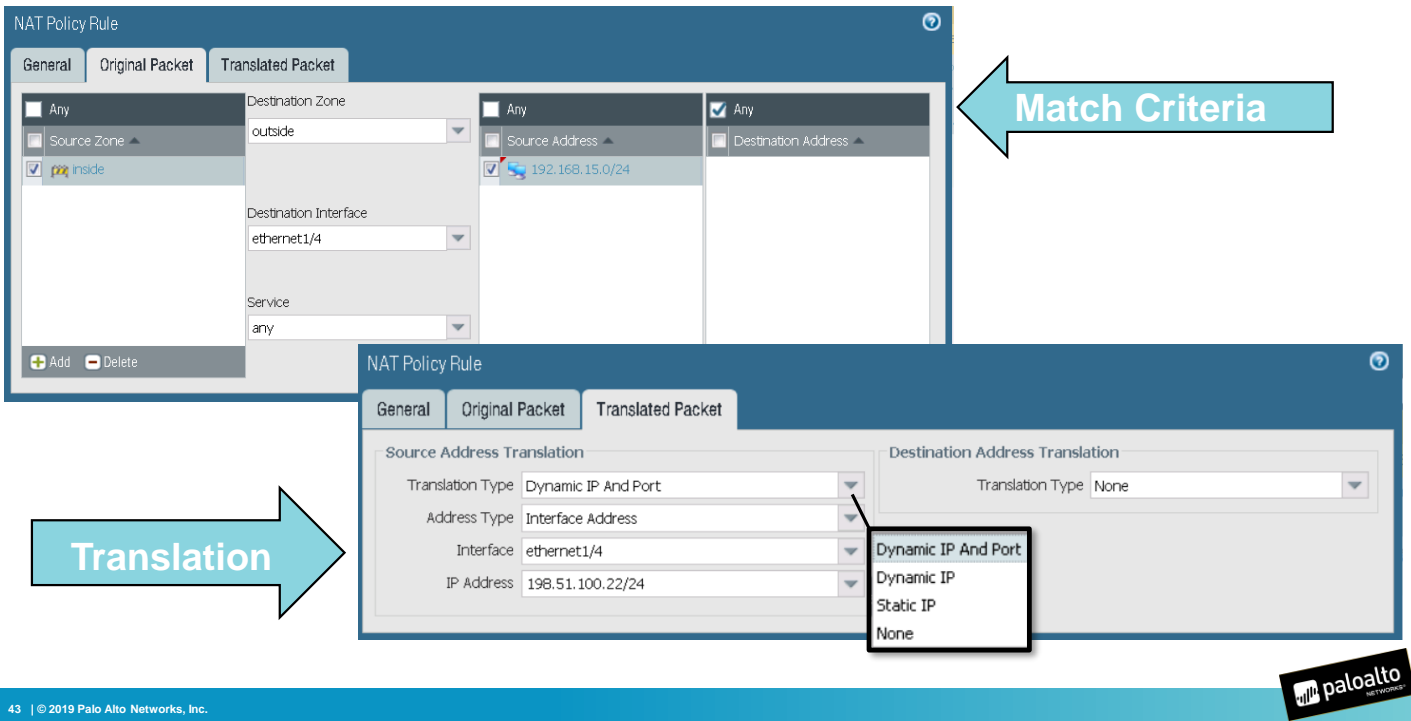 NAT Policy Rule
General Original Packet Translated Packet
Any
Source Zone
inside
Add Delete
Destination Zone
outside
Destination Interface
ethernet1/4
Service
any
Any
Source Address
192.168.15.0/24
Any
Destination Address
Match Criteria
NAT Policy Rule
General Original Packet Translated Packet
Source Address Translation
Translation Type Dynamic IP And Port
Address Type Interface Address
Interface ethernet1/4
IP Address 198.51.100.22/24
Dynamic IP And Port
Dynamic IP
Static IP
None
Destination Address Translation
Translation Type None
Translation
43 | © 2019 Palo Alto Networks, Inc.
paloalto
NETWORKS